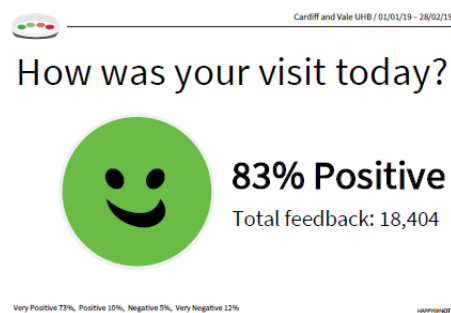 Cardiff and Vale UHB / 01/01/19 – 28/02/19
How was your visit today?
83% Positive
Total feedback: 18,404
Very Positive 73%, Positive 10%, Negative 5%, Very Negative 12%